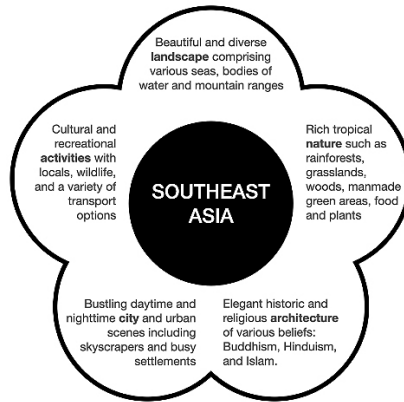 Beautiful and diverse
landscape comprising
various seas, bodies of
water and mountain ranges
Cultural and
recreational
activities with
locals, wildlife,
and a variety of
transport
options
SOUTHEAST
ASIA
Rich tropical
nature such as
rainforests,
grasslands,
woods, manmade
green areas, food
and plants
Bustling daytime and
nighttime city and urban
scenes including
skyscrapers and busy
settlements
Elegant historic and
religious architecture
of various beliefs:
Buddhism, Hinduism,
and Islam.